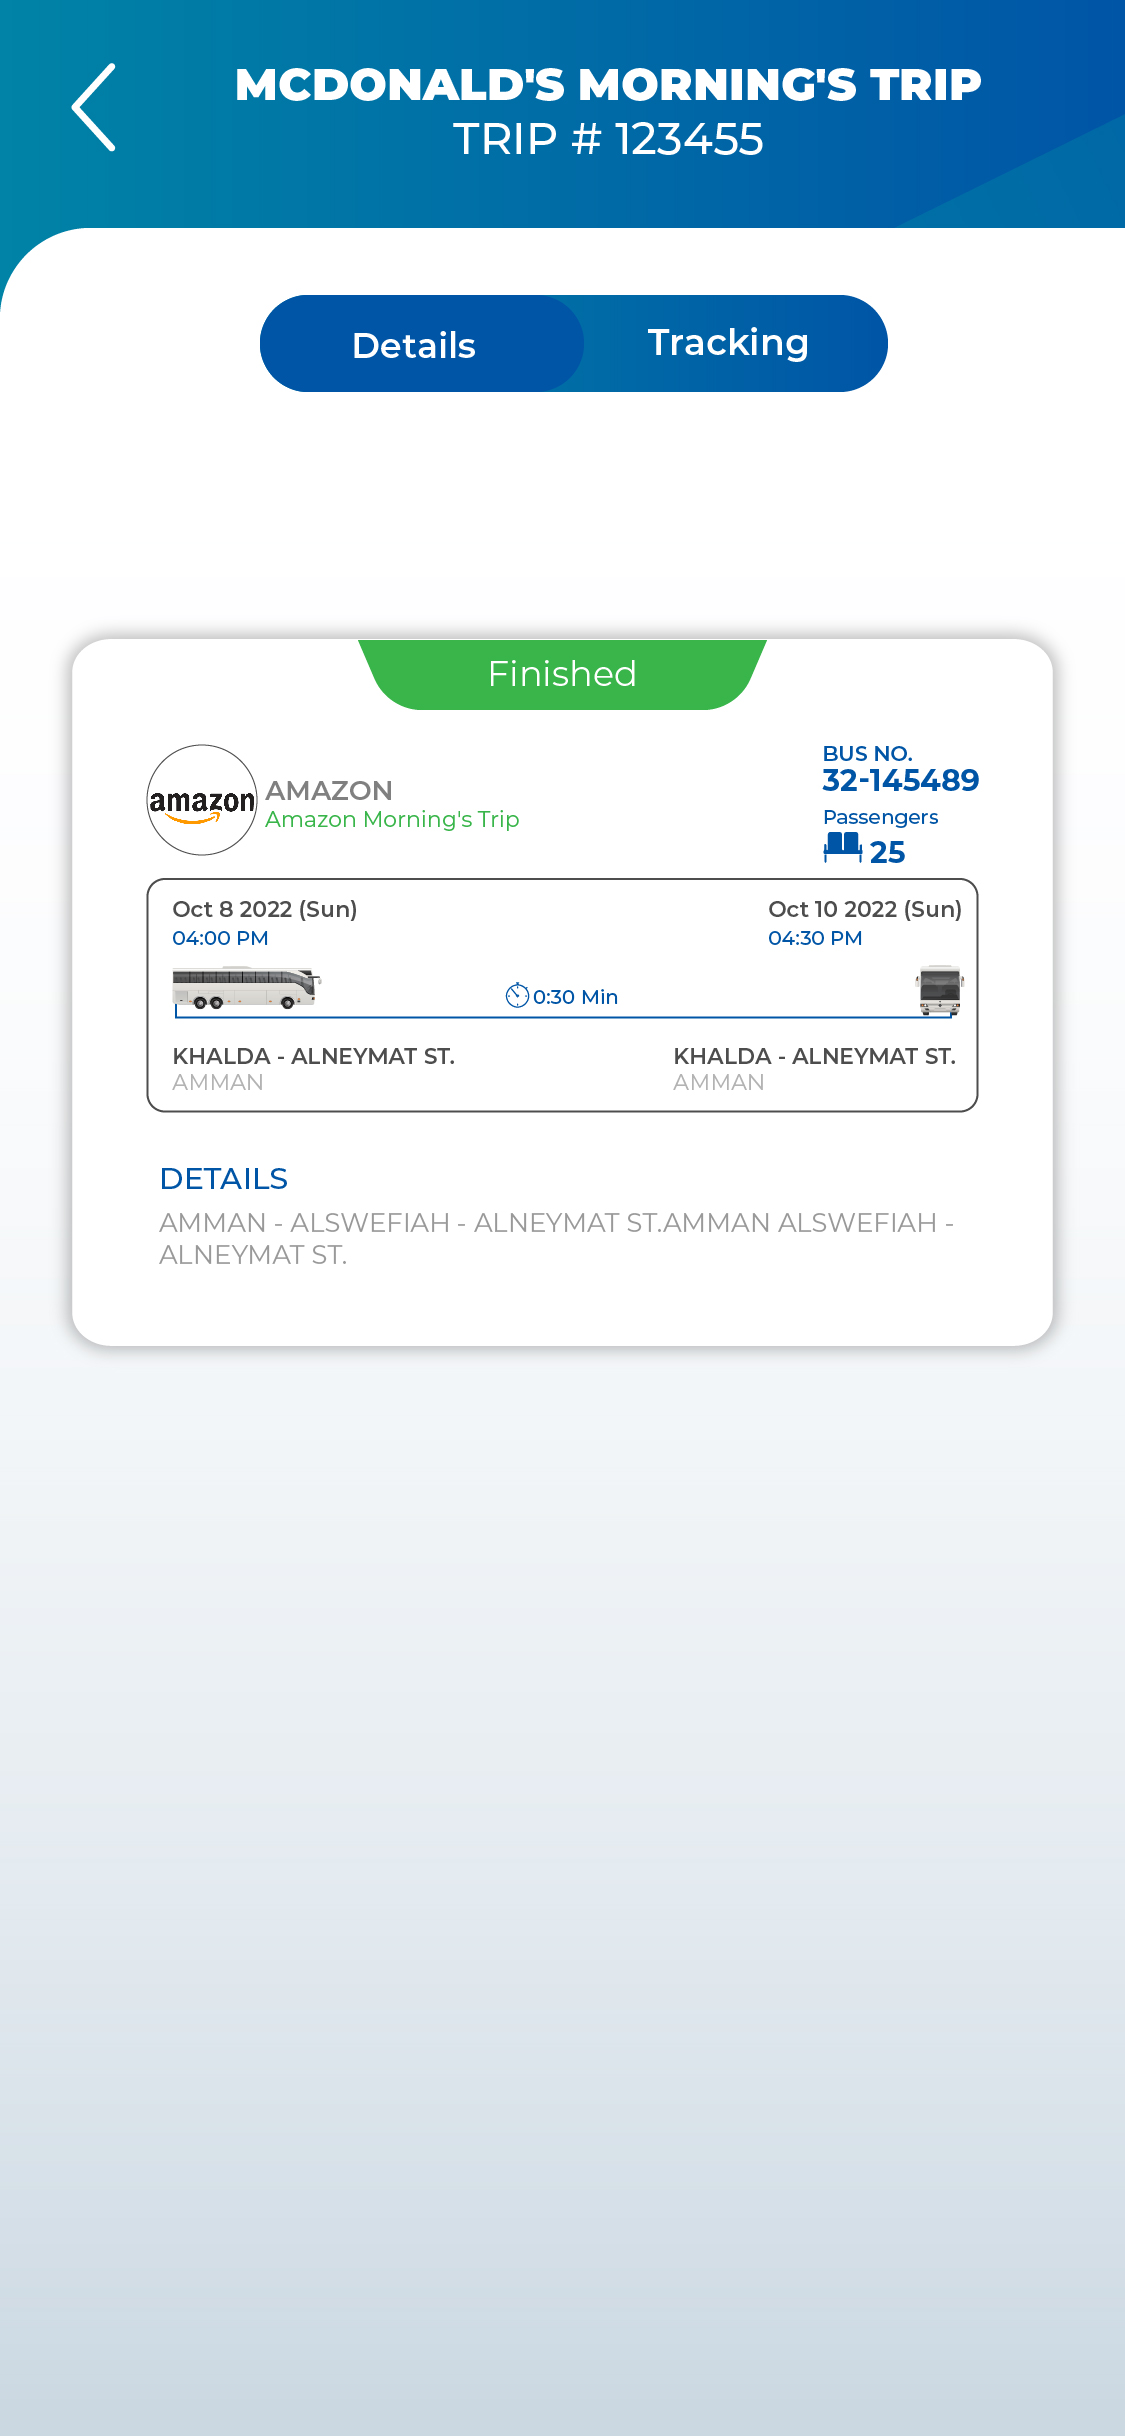 MCDONALD'S MORNING'S TRIP
TRIP # 123455
Details
Tracking
Finished
amazon
AMAZON
Amazon Morning's Trip
BUS NO.
32-145489
Passengers
25
Oct 8 2022 (Sun)
04:00 PM
Oct 10 2022 (Sun)
04:30 PM
0:30 Min
KHALDA - ALNEYMAT ST.
AMMAN
KHALDA - ALNEYMAT ST.
AMMAN
DETAILS
AMMAN - ALSWEFIAH - ALNEYMAT ST.AMMAN ALSWEFIAH -
ALNEYMAT ST.